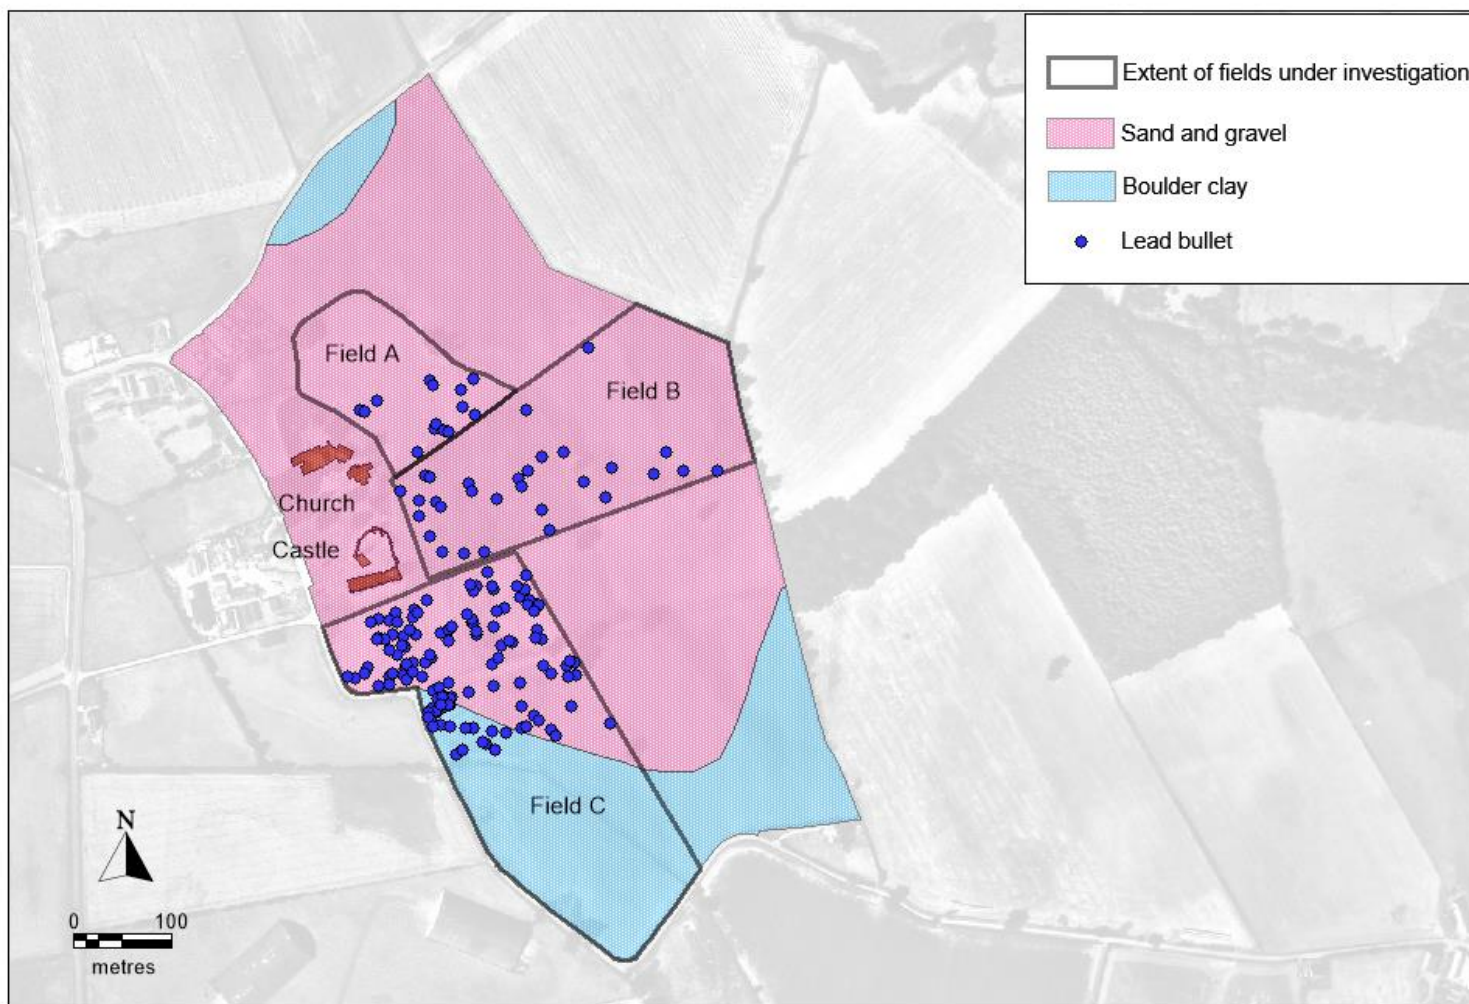 Extent of fields under investigation
Sand and gravel
Boulder clay
Lead bullet
Field A
Field B
Church
Castle
Field C
N
0 100
metres